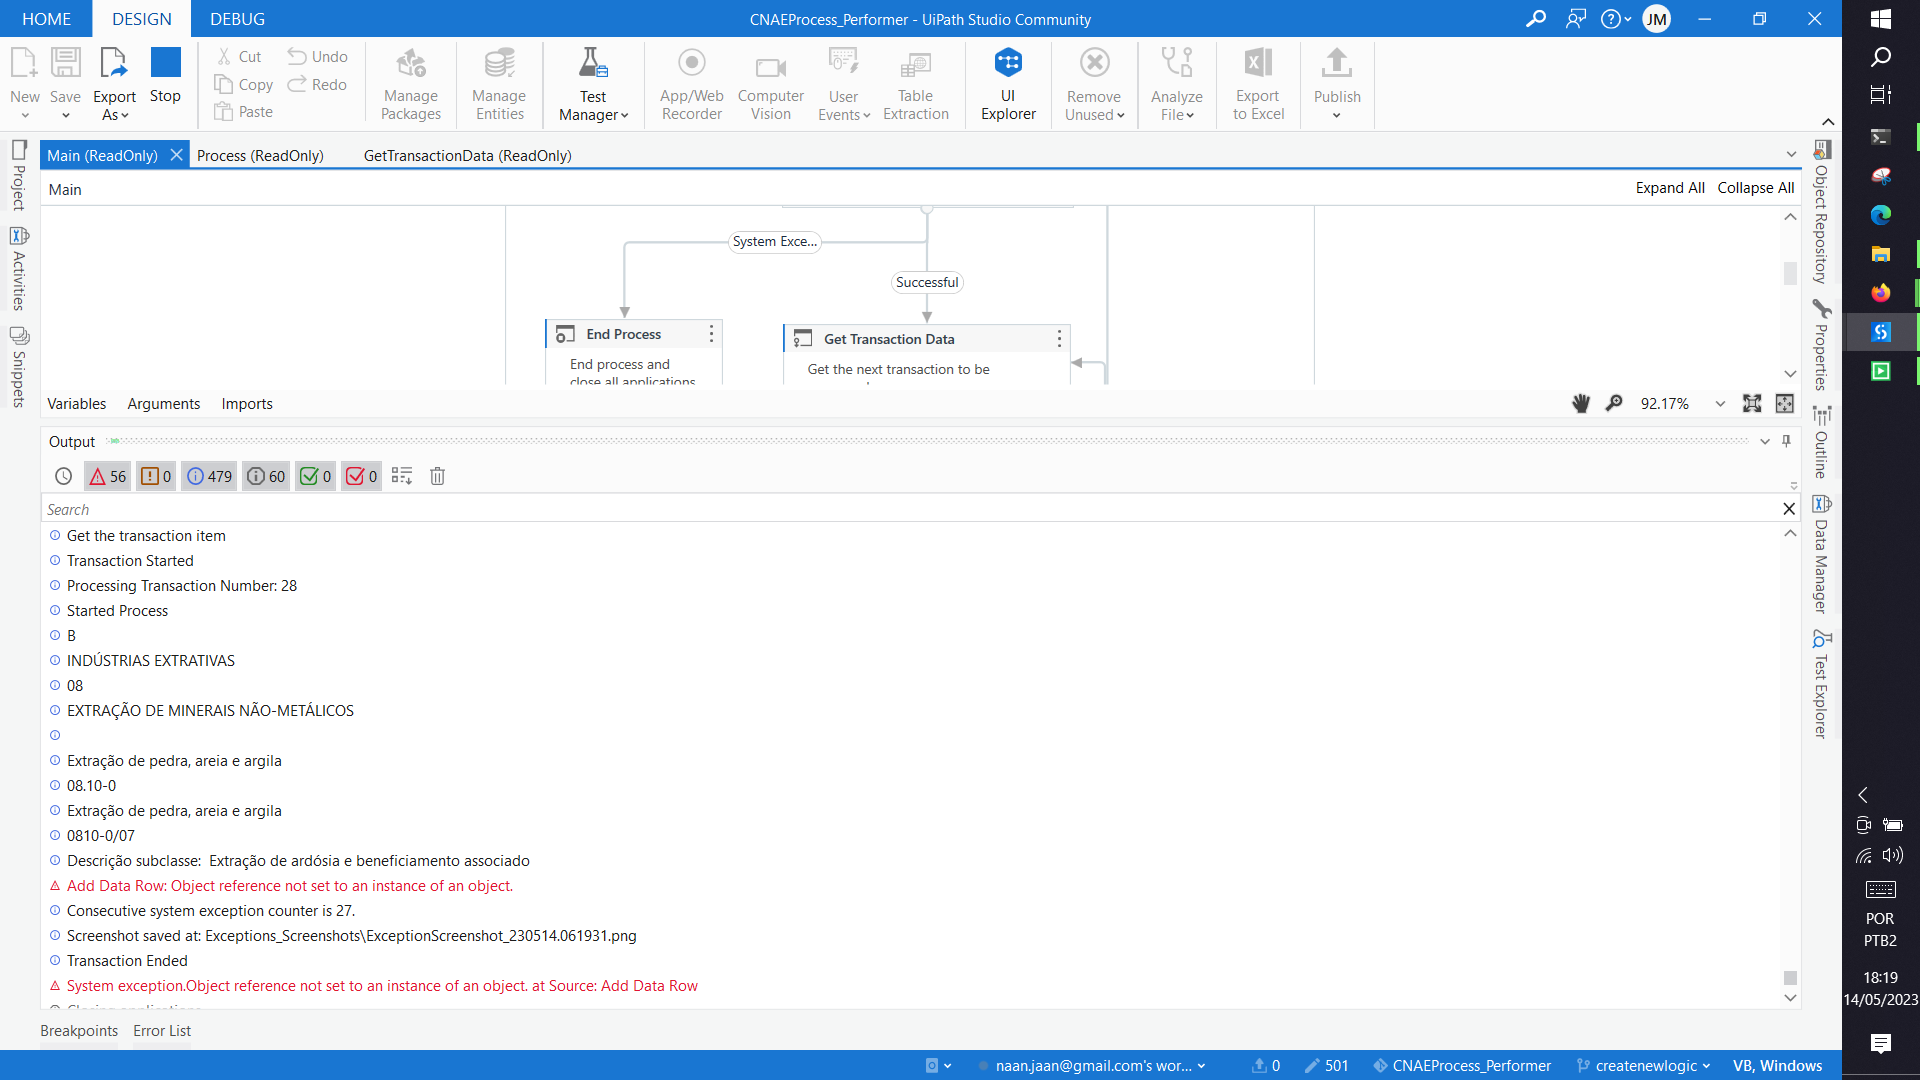 HOME DESIGN DEBUG
CNAEProcess_Performer - UiPath Studio Community
JM
New
Save
Export As
Stop
Cut
Copy
Paste
Undo
Redo
Manage Packages
Manage Entities
Test Manager
App/Web Recorder
Computer Vision
User Events
Table Extraction
UI Explorer
Remove Unused
Analyze File
Export to Excel
Publish
Project
Activities
Snippets
Main (ReadOnly) Process (ReadOnly) GetTransactionData (ReadOnly)
Main
Expand All Collapse All
System Exce...
Successful
End Process
End process and
close all applications
Get Transaction Data
Get the next transaction to be
Variables Arguments Imports
92.17%
Output
56 0 479 60 0 0
Search
Get the transaction item
Transaction Started
Processing Transaction Number: 28
Started Process
B
INDÚSTRIAS EXTRATIVAS
08
EXTRAÇÃO DE MINERAIS NÃO-METÁLICOS
Extração de pedra, areia e argila
08.10-0
Extração de pedra, areia e argila
0810-0/07
Descrição subclasse:  Extração de ardósia e beneficiamento associado
Add Data Row: Object reference not set to an instance of an object.
Consecutive system exception counter is 27.
Screenshot saved at: Exceptions_Screenshots\ExceptionScreenshot_230514.061931.png
Transaction Ended
System exception.Object reference not set to an instance of an object. at Source: Add Data Row
Breakpoints Error List
naan.jaan@gmail.com's wor...
0
501
CNAEProcess_Performer
createnewlogic
VB, Windows
Object Repository
Properties
Outline
Data Manager
Test Explorer
POR
PTB2
18:19
14/05/2023